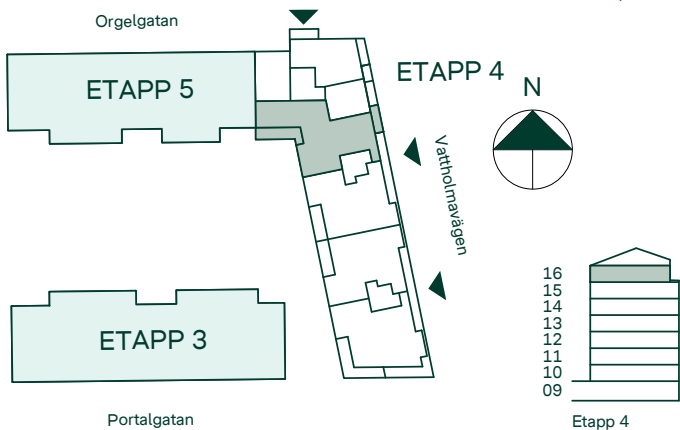 Orgelgatan
ETAPP 5
ETAPP 4
N
Vattholmavägen
ETAPP 3
Portalgatan
16
15
14
13
12
11
10
09
Etapp 4